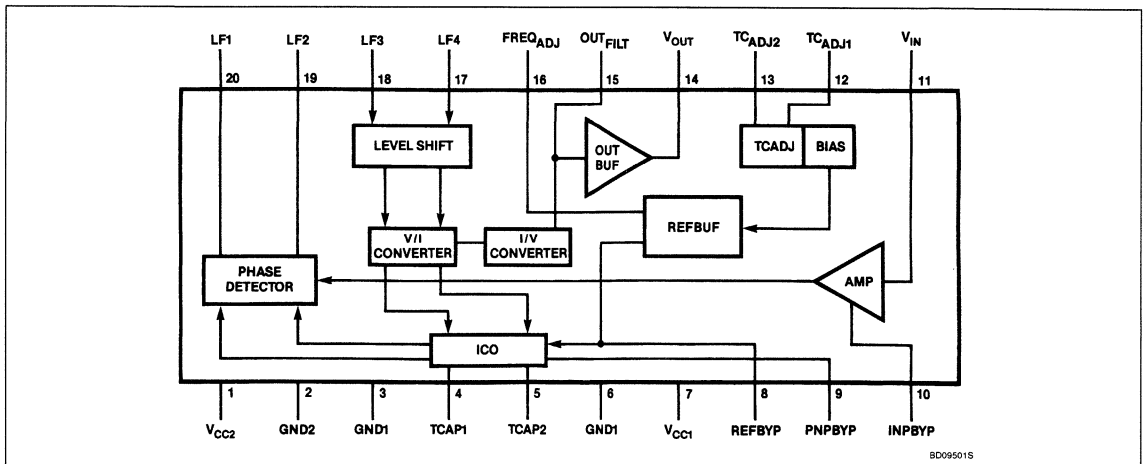 LF1 LF2 LF3 LF4 FREQADJ OUTFILT VOUT TCADJ2 TCADJ1 VIN
20 19 18 17 16 15 14 13 12 11
LEVEL SHIFT
OUT
BUF
TCADJ BIAS
V/I
CONVERTER
I/V
CONVERTER
REFBUF
PHASE
DETECTOR
AMP
ICO
1 2 3 4 5 6 7 8 9 10
VCC2 GND2 GND1 TCAP1 TCAP2 GND1 VCC1 REFBYP PNPBYP INPBYP
BD09501S